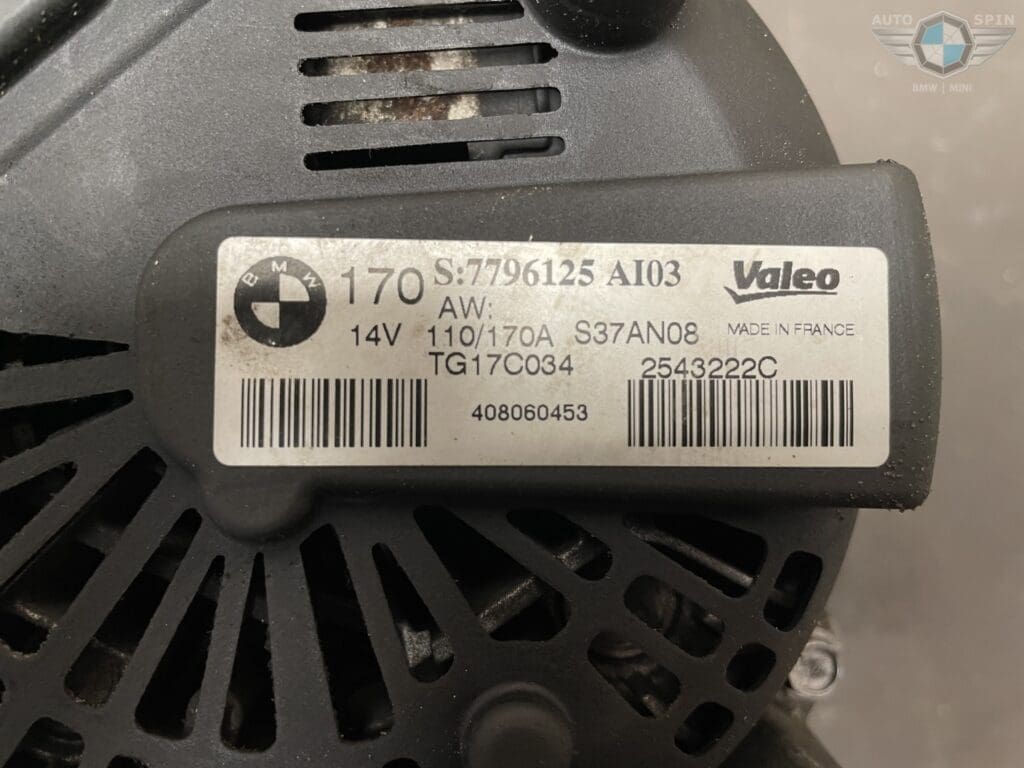 AUTO SPIN
BMW | MINI
BMW 170 S:7796125 AI03 Valeo
AW:
14V 110/170A S37AN08 MADE IN FRANCE
TG17C034 2543222C
408060453